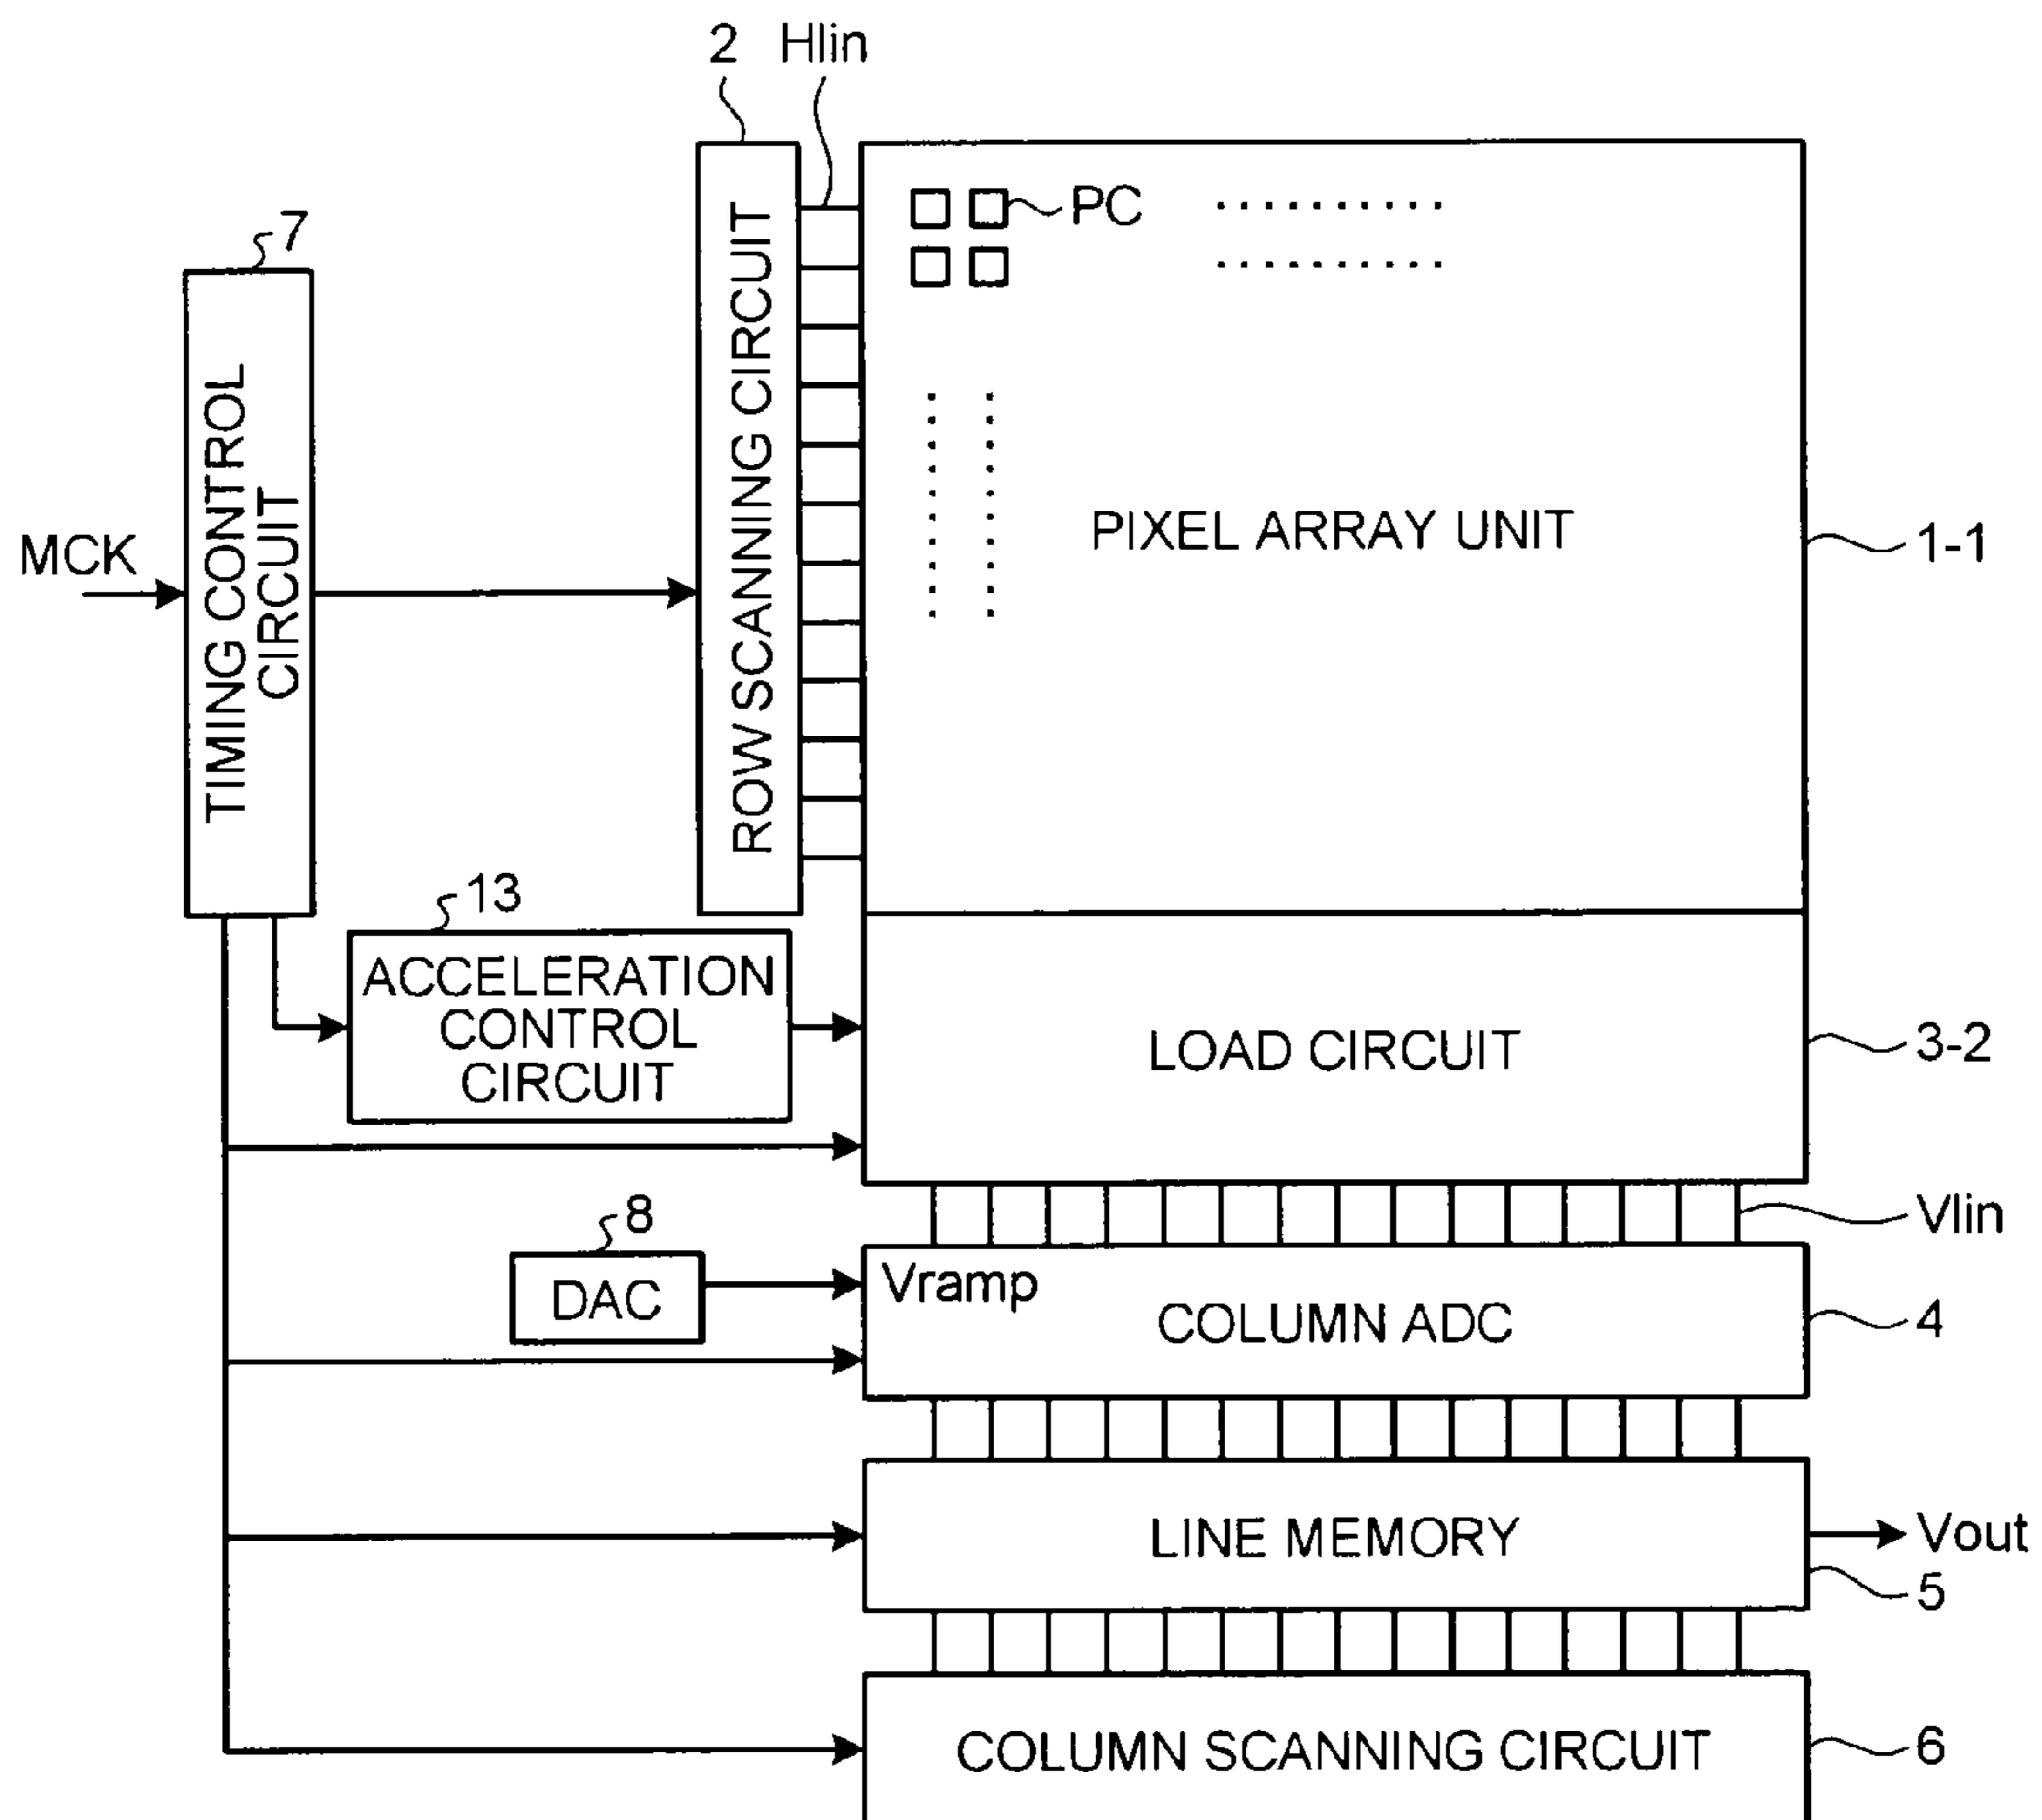 2 Hlin
PC
7
TIMING CONTROL
CIRCUIT
ROW SCANNING CIRCUIT
MCK
PIXEL ARRAY UNIT
1-1
13
ACCELERATION
CONTROL
CIRCUIT
LOAD CIRCUIT
3-2
Vlin
8
DAC
Vramp
COLUMN ADC
4
LINE MEMORY
Vout
5
COLUMN SCANNING CIRCUIT
6